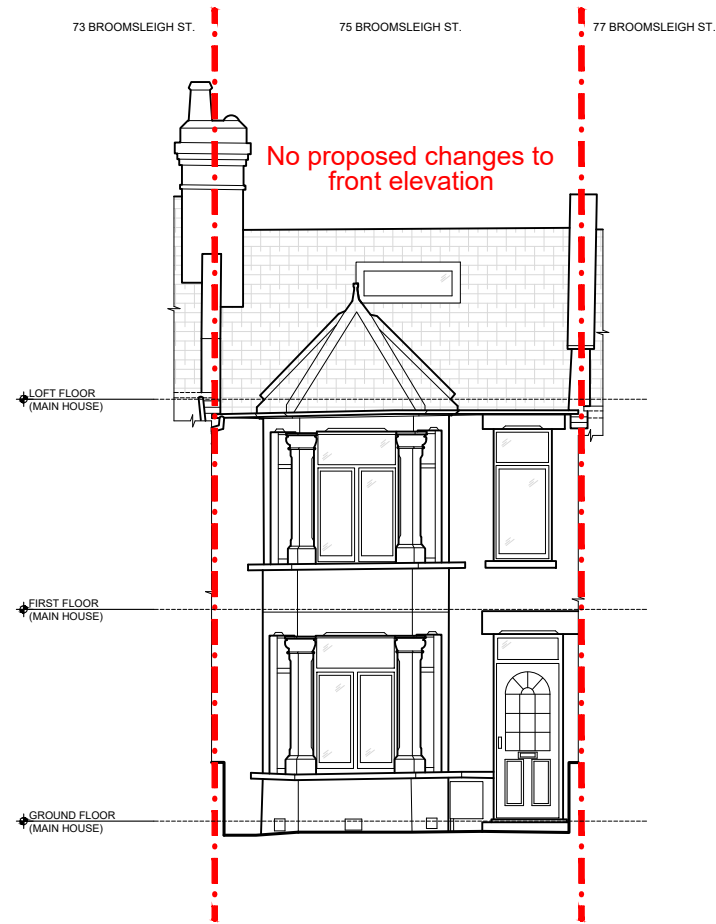 73 BROOMSLEIGH ST.
75 BROOMSLEIGH ST.
77 BROOMSLEIGH ST.
No proposed changes to
front elevation
LOFT FLOOR
(MAIN HOUSE)
FIRST FLOOR
(MAIN HOUSE)
GROUND FLOOR
(MAIN HOUSE)